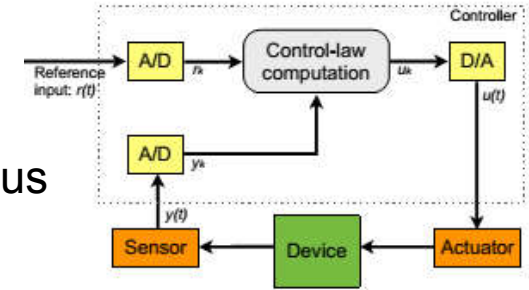 Controller
A/D
Control-law
computation
D/A
Reference
input: r(t)
rk
uk
u(t)
A/D
yk
us
y(t)
Sensor
Device
Actuator